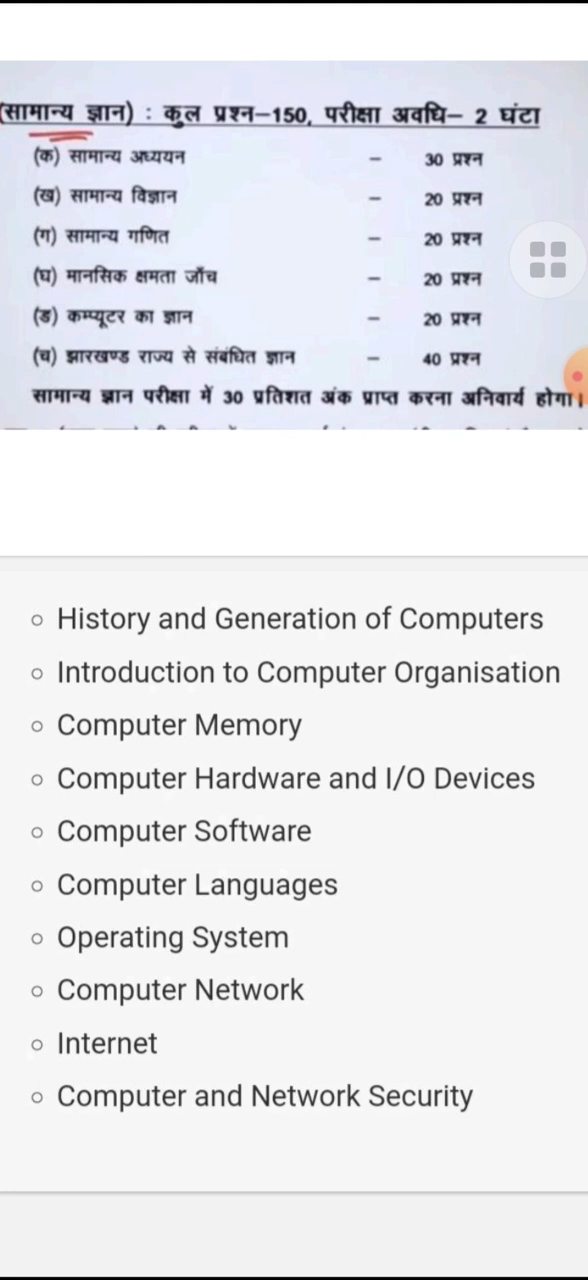 (सामान्य ज्ञान) : कुल प्रश्न-150, परीक्षा अवधि- 2 घंटा
(क) सामान्य अध्ययन - 30 प्रश्न
(ख) सामान्य विज्ञान - 20 प्रश्न
(ग) सामान्य गणित - 20 प्रश्न
(घ) मानसिक क्षमता जाँच - 20 प्रश्न
(ड) कम्प्यूटर का ज्ञान - 20 प्रश्न
(च) झारखण्ड राज्य से संबंधित ज्ञान - 40 प्रश्न
सामान्य ज्ञान परीक्षा में 30 प्रतिशत अंक प्राप्त करना अनिवार्य होगा।
History and Generation of Computers
Introduction to Computer Organisation
Computer Memory
Computer Hardware and I/O Devices
Computer Software
Computer Languages
Operating System
Computer Network
Internet
Computer and Network Security